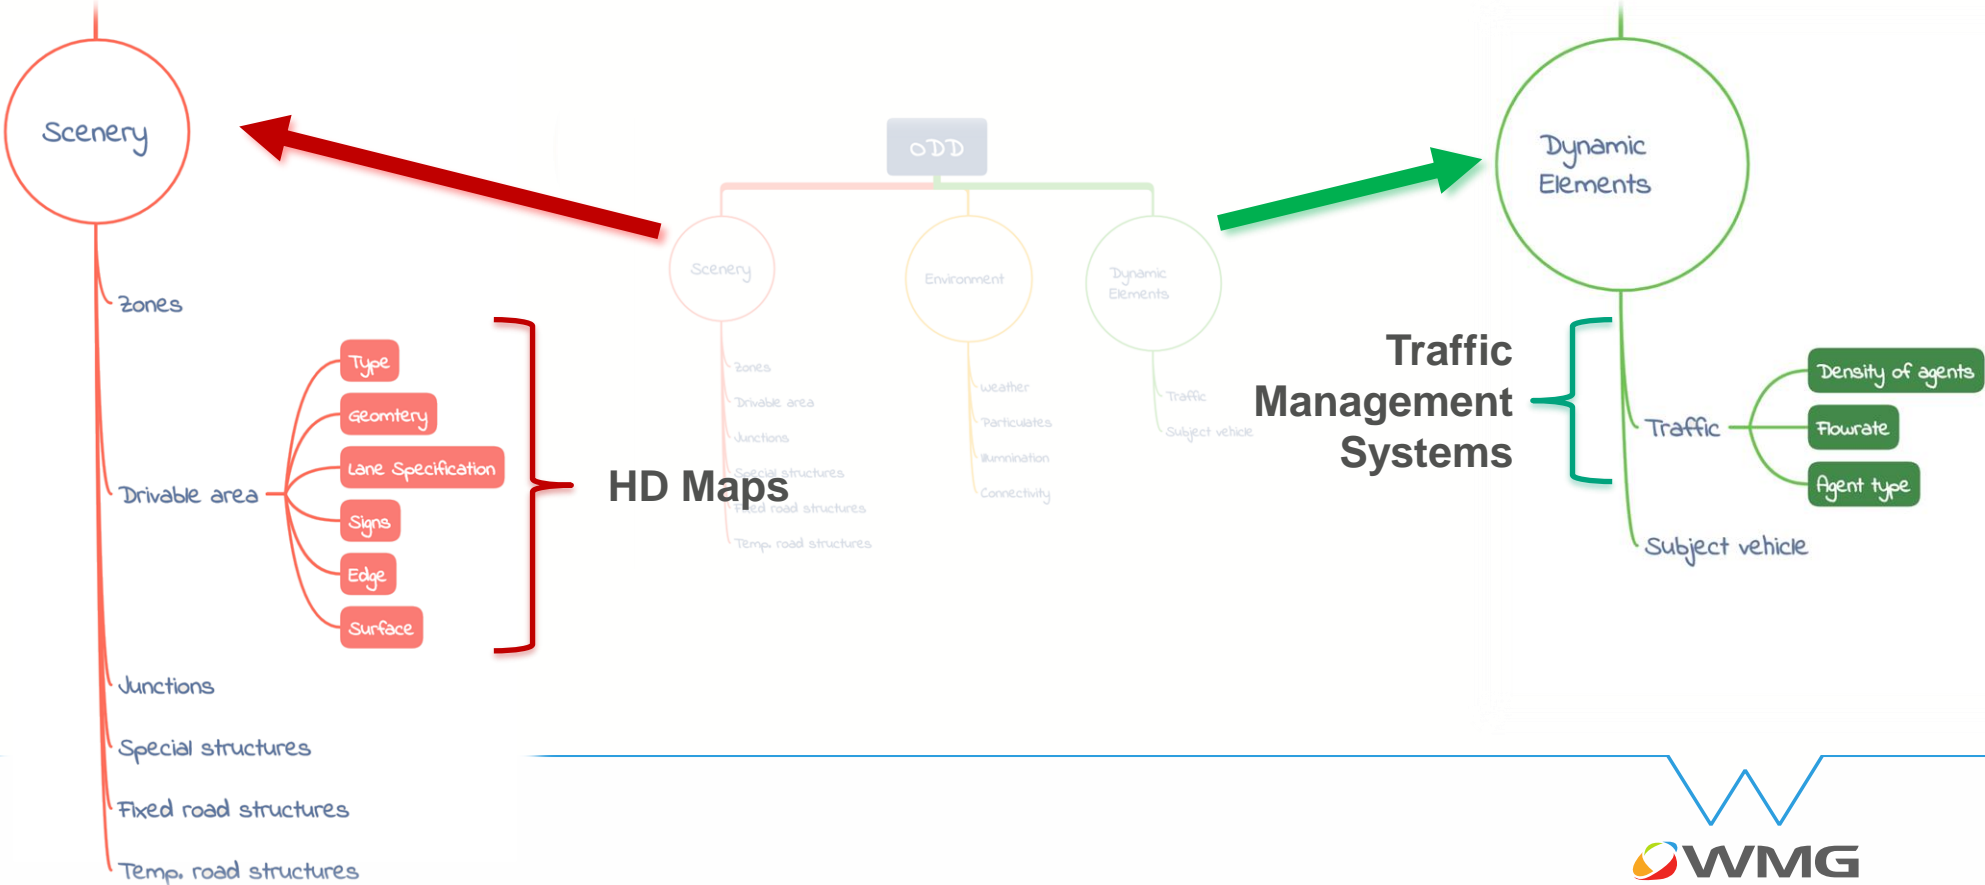 Scenery
Zones
Drivable area
Type
Geomtery
Lane Specification
Signs
Edge
Surface
Junctions
Special structures
Fixed road structures
Temp. road structures
HD Maps
ODD
Scenery
Zones
Drivable area
Junctions
Special structures
Fixed road structures
Temp. road structures
Environment
Weather
Particulates
Illumnination
Connectivity
Dynamic
Elements
Traffic
Subject vehicle
Traffic
Management
Systems
Dynamic
Elements
Traffic
Density of agents
Flowrate
Agent type
Subject vehicle
WMG